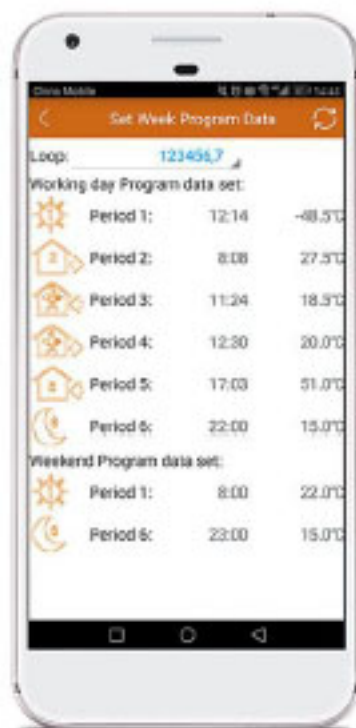 China Mobile
Set Week Program Data
Loop: 123456,7
Working day Program data set:
1 Period 1: 12:14 -48.5℃
2 Period 2: 8:08 27.5℃
Period 3: 11:24 18.5℃
Period 4: 12:30 20.0℃
Period 5: 17:03 51.0℃
Period 6: 22:00 15.0℃
Weekend Program data set:
1 Period 1: 8:00 22.0℃
Period 6: 23:00 15.0℃